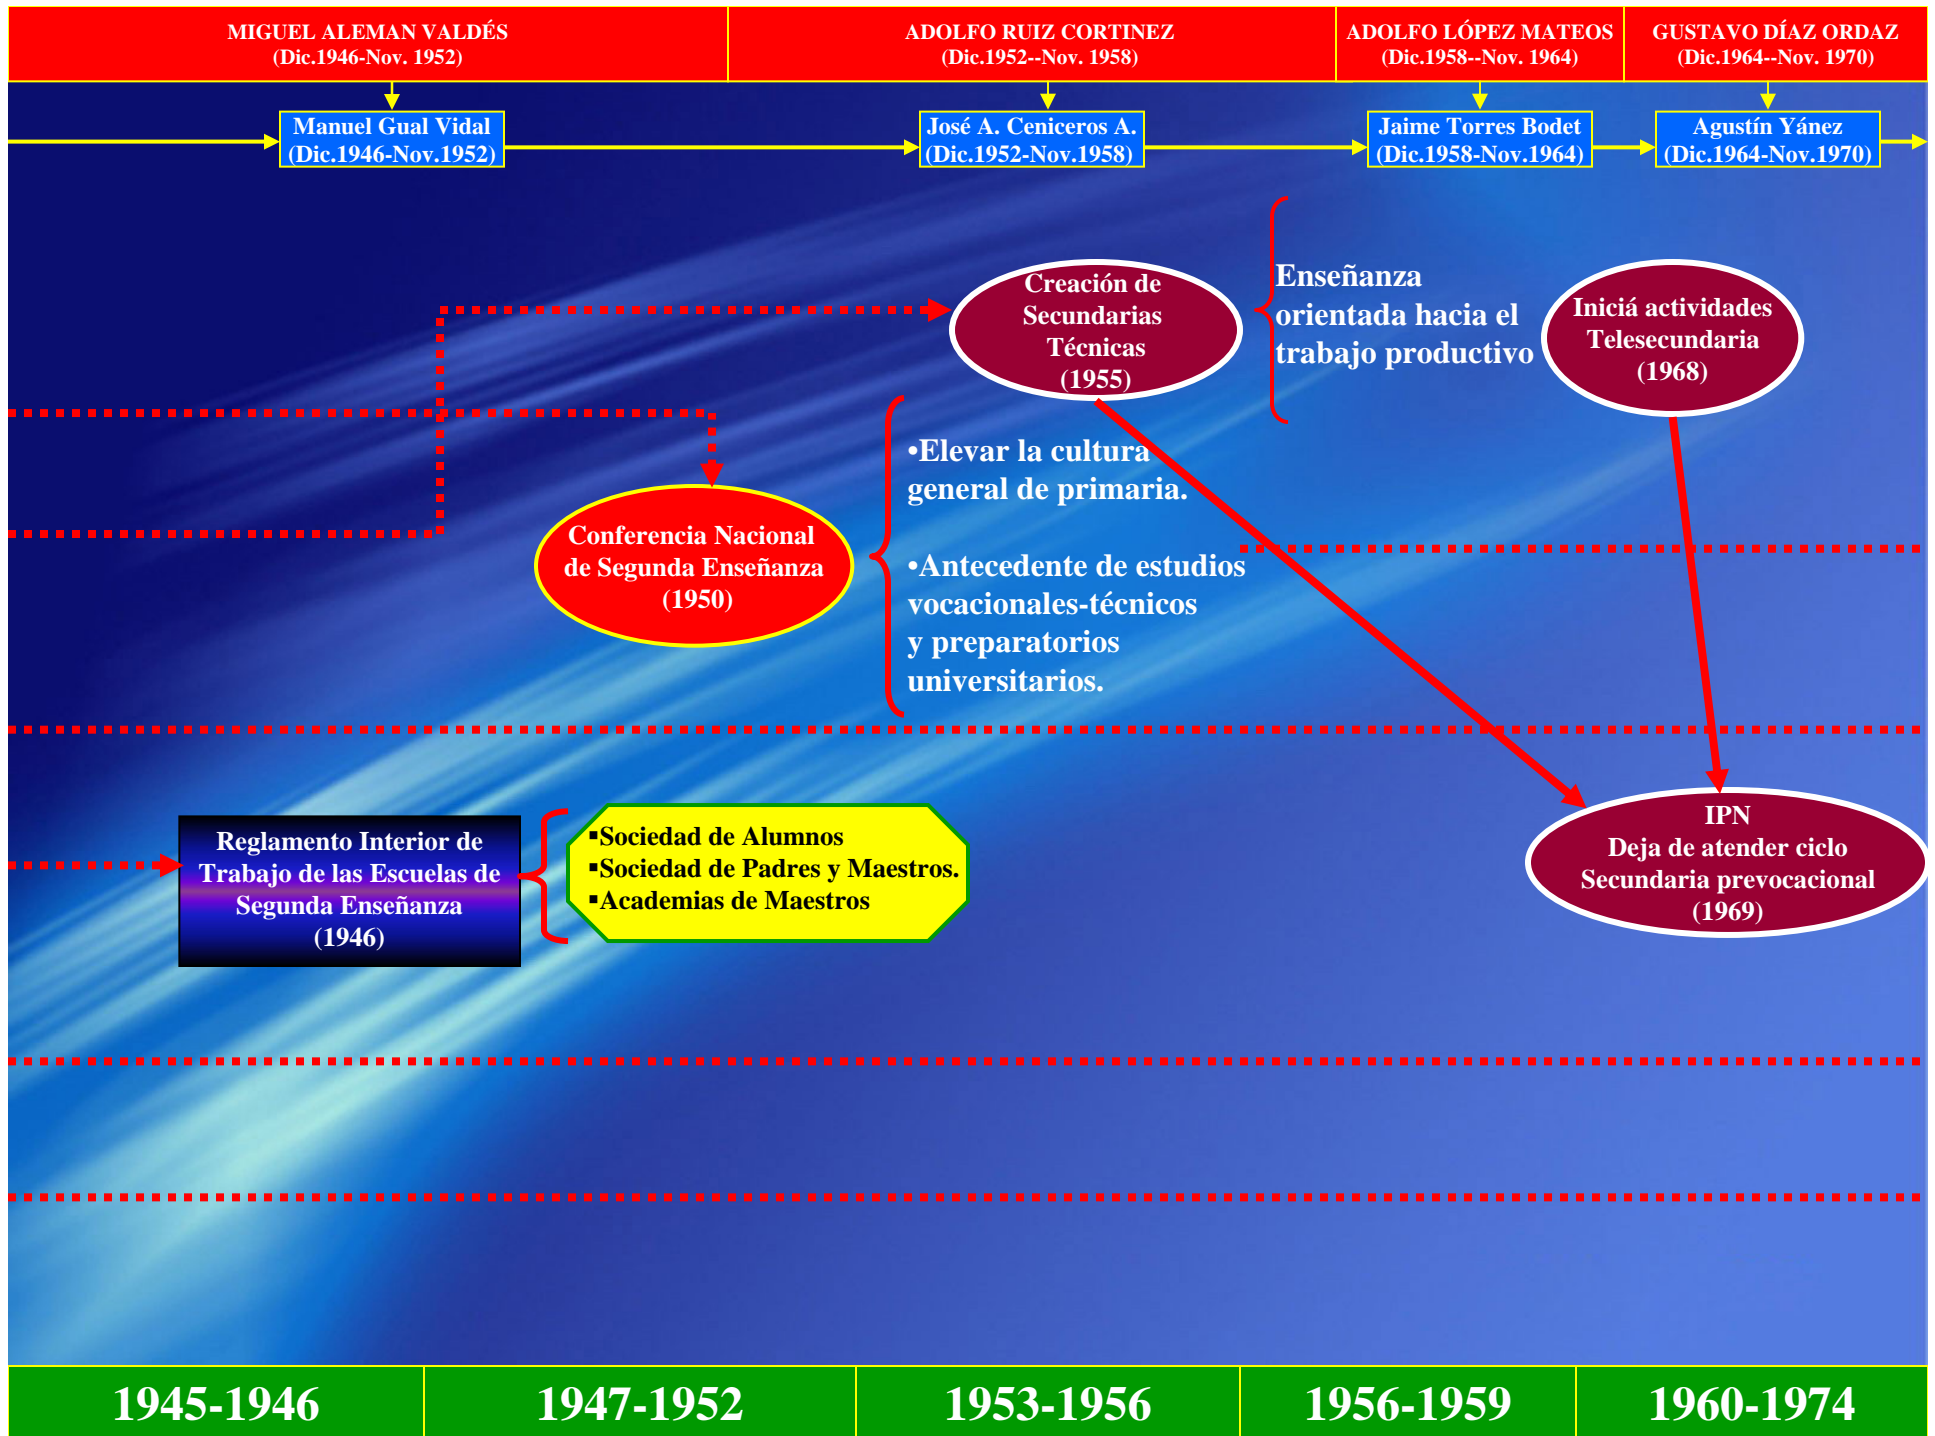 MIGUEL ALEMAN VALDÉS
(Dic.1946-Nov. 1952)
ADOLFO RUIZ CORTINEZ
(Dic.1952--Nov. 1958)
ADOLFO LÓPEZ MATEOS
(Dic.1958--Nov. 1964)
GUSTAVO DÍAZ ORDAZ
(Dic.1964--Nov. 1970)
Manuel Gual Vidal
(Dic.1946-Nov.1952)
José A. Ceniceros A.
(Dic.1952-Nov.1958)
Jaime Torres Bodet
(Dic.1958-Nov.1964)
Agustín Yánez
(Dic.1964-Nov.1970)
Creación de
Secundarias
Técnicas
(1955)
Enseñanza
orientada hacia el
trabajo productivo
Iniciá actividades
Telesecundaria
(1968)
Conferencia Nacional
de Segunda Enseñanza
(1950)
•Elevar la cultura
general de primaria.
•Antecedente de estudios
vocacionales-técnicos
y preparatorios
universitarios.
Reglamento Interior de
Trabajo de las Escuelas de
Segunda Enseñanza
(1946)
▪Sociedad de Alumnos
▪Sociedad de Padres y Maestros.
▪Academias de Maestros
IPN
Deja de atender ciclo
Secundaria prevocacional
(1969)
1945-1946
1947-1952
1953-1956
1956-1959
1960-1974